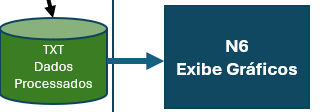 TXT
Dados
Processados
N6
Exibe Gráficos